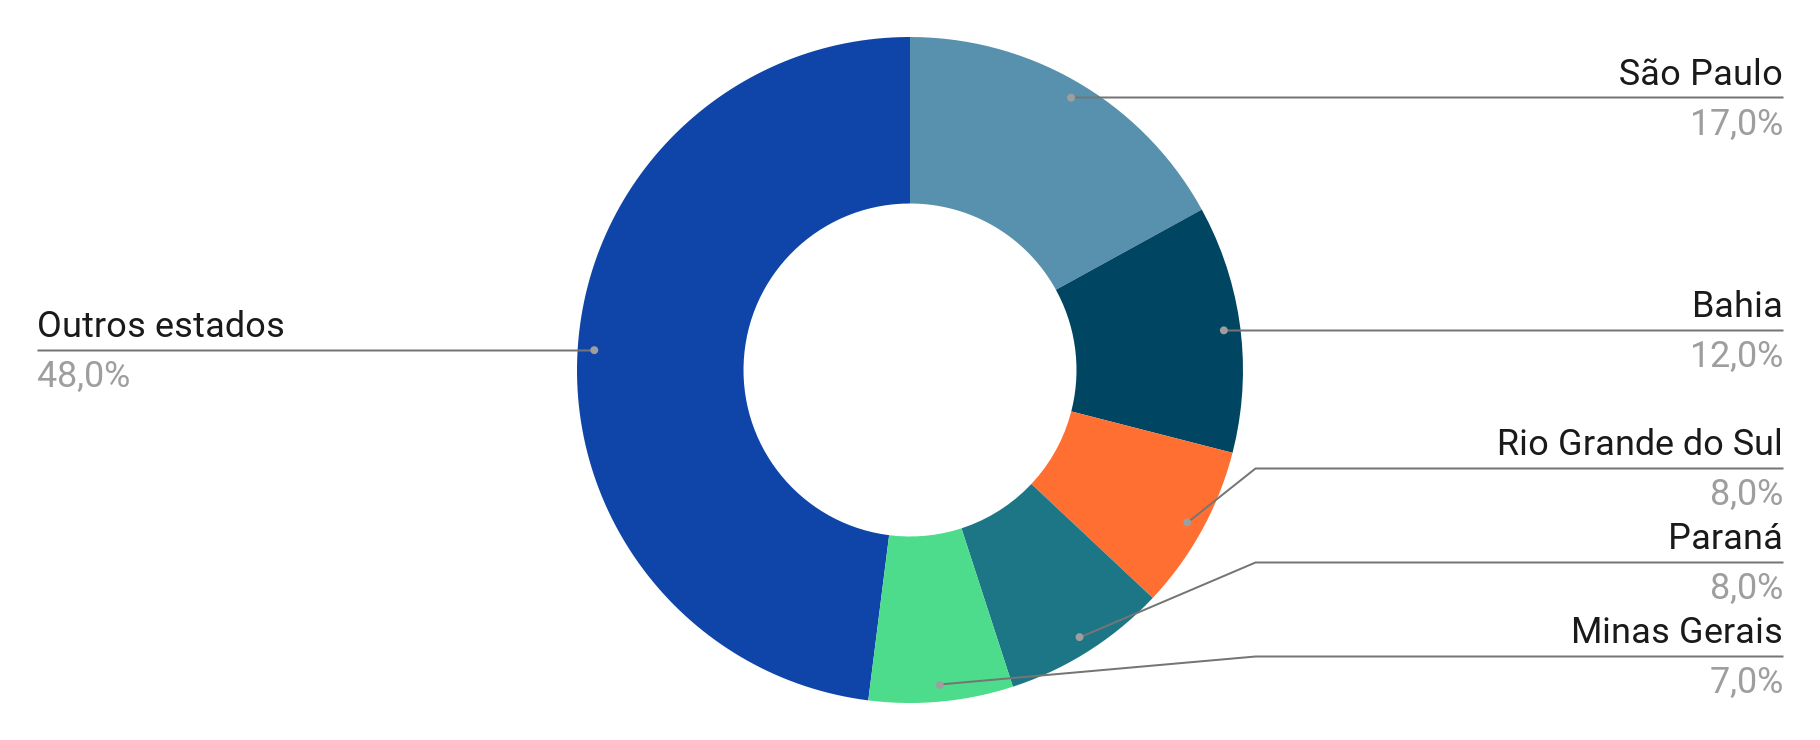 São Paulo
17,0%
Bahia
12,0%
Outros estados
48,0%
Rio Grande do Sul
8,0%
Paraná
8,0%
Minas Gerais
7,0%